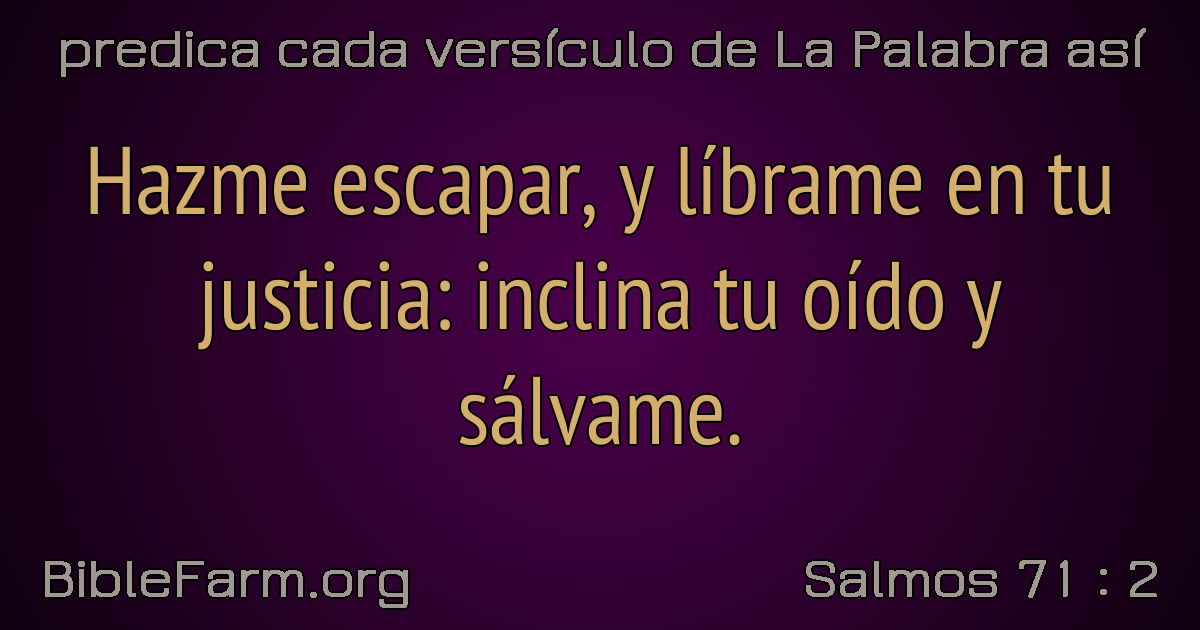 predica cada versículo de La Palabra así
Hazme escapar, y líbrame en tu
justicia: inclina tu oído y
sálvame.
BibleFarm.org
Salmos 71 : 2